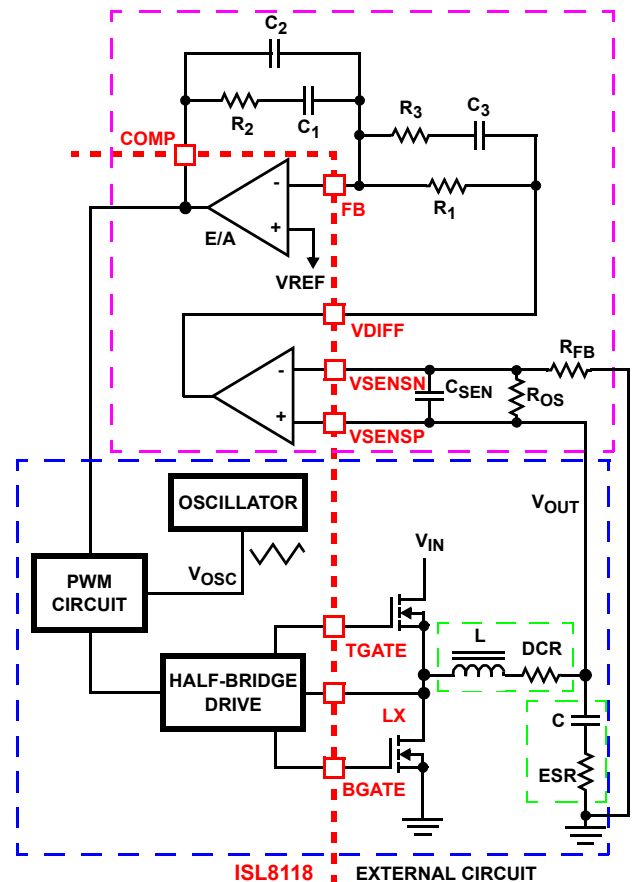 C2
R2
C1
R3
C3
COMP
-
+
E/A
FB
R1
VREF
VDIFF
-
+
VSENSN
VSENSP
CSEN
ROS
RFB
OSCILLATOR
VOUT
VIN
PWM
CIRCUIT
VOSC
TGATE
L
DCR
HALF-BRIDGE
DRIVE
LX
C
BGATE
ESR
ISL8118
EXTERNAL CIRCUIT